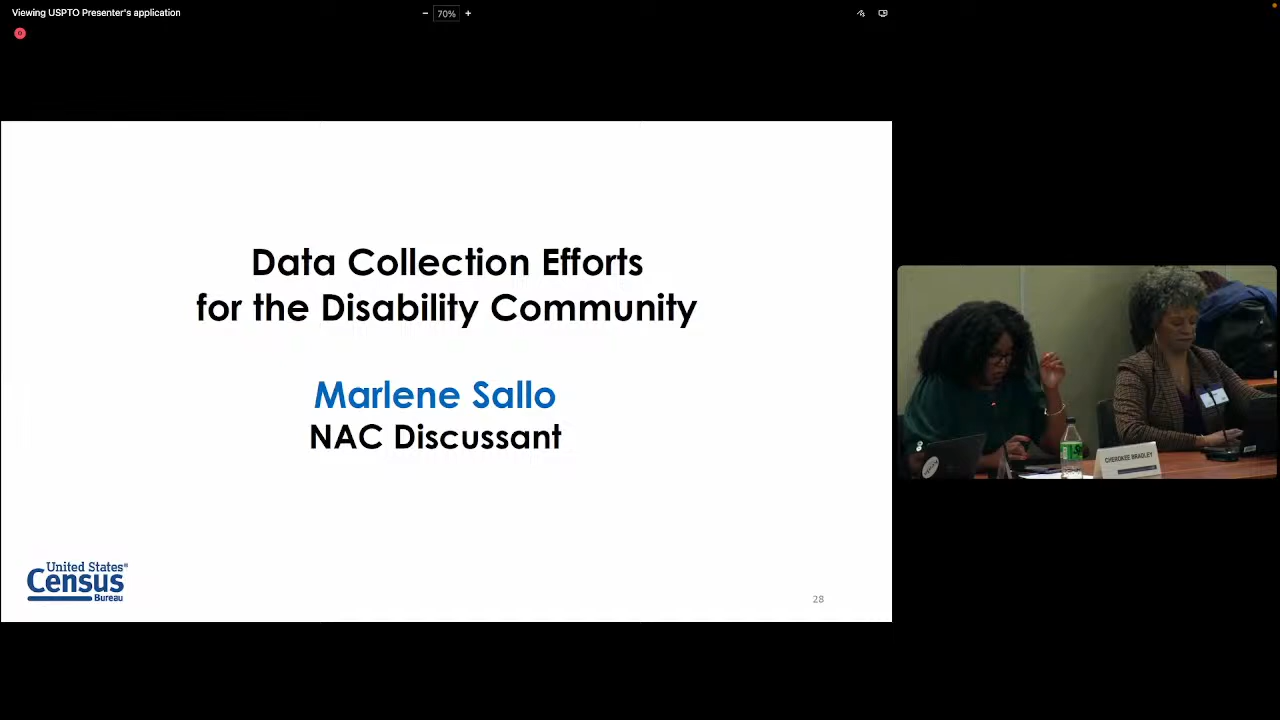 Viewing USPTO Presenter's application
− 70% +
Data Collection Efforts
for the Disability Community
Marlene Sallo
NAC Discussant
United States®
Census
Bureau
28
CHEROKEE BRADLEY